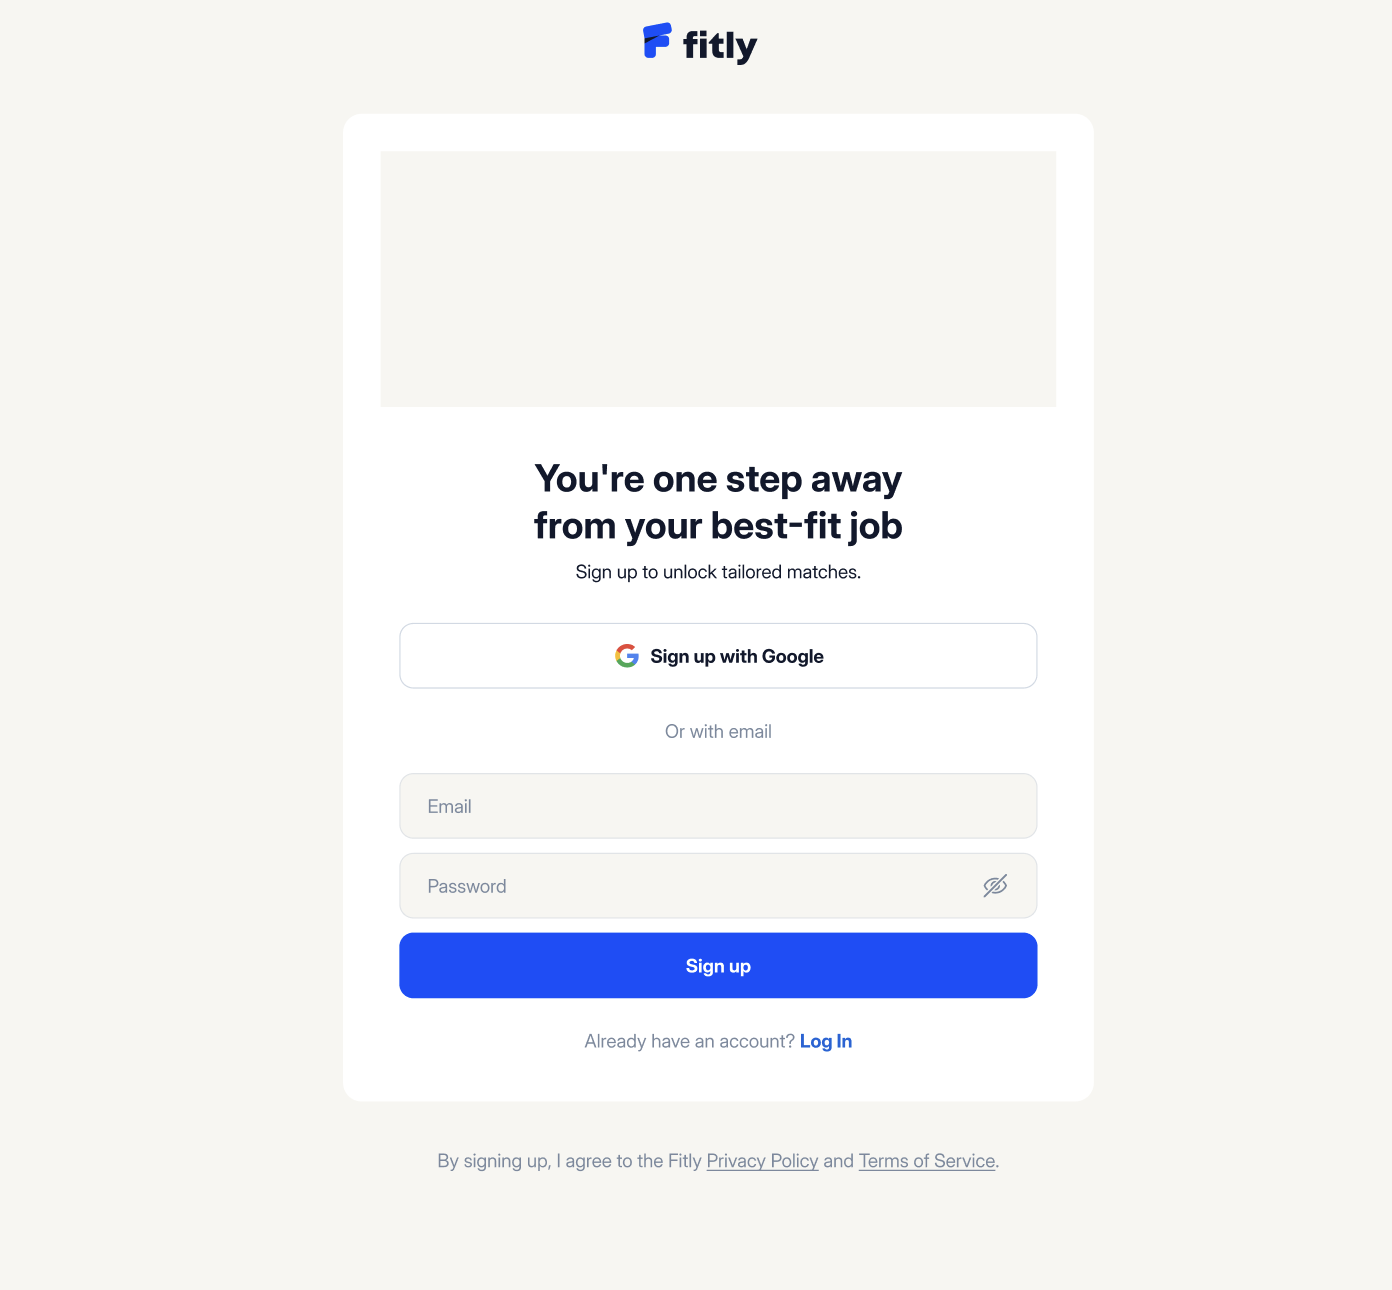 fitly
You're one step away
from your best-fit job
Sign up to unlock tailored matches.
Sign up with Google
Or with email
Email
Password
Sign up
Already have an account? Log In
By signing up, I agree to the Fitly Privacy Policy and Terms of Service.